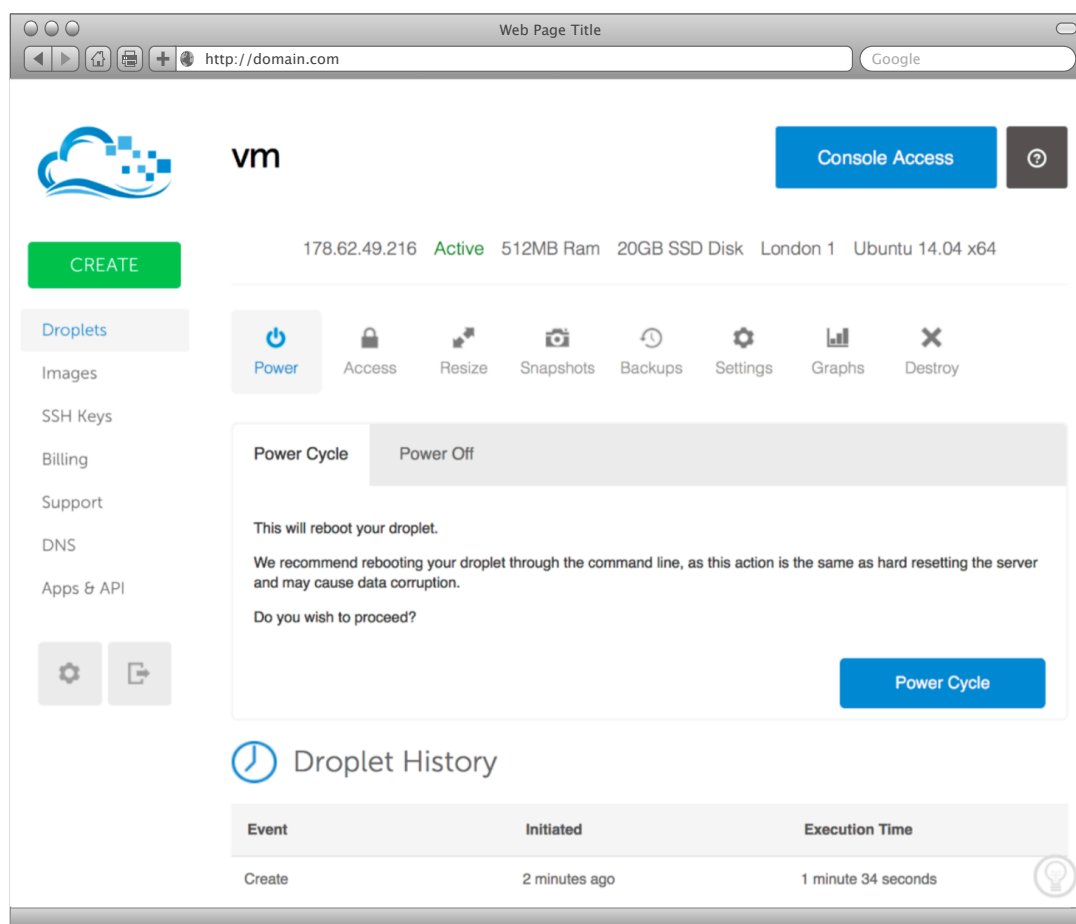 Web Page Title
http://domain.com
Google
vm
Console Access
178.62.49.216 Active 512MB Ram 20GB SSD Disk London 1 Ubuntu 14.04 x64
CREATE
Droplets
Images
SSH Keys
Billing
Support
DNS
Apps & API
Power
Access
Resize
Snapshots
Backups
Settings
Graphs
Destroy
Power Cycle
Power Off
This will reboot your droplet.
We recommend rebooting your droplet through the command line, as this action is the same as hard resetting the server
and may cause data corruption.
Do you wish to proceed?
Power Cycle
Droplet History
Event Initiated Execution Time
Create 2 minutes ago 1 minute 34 seconds